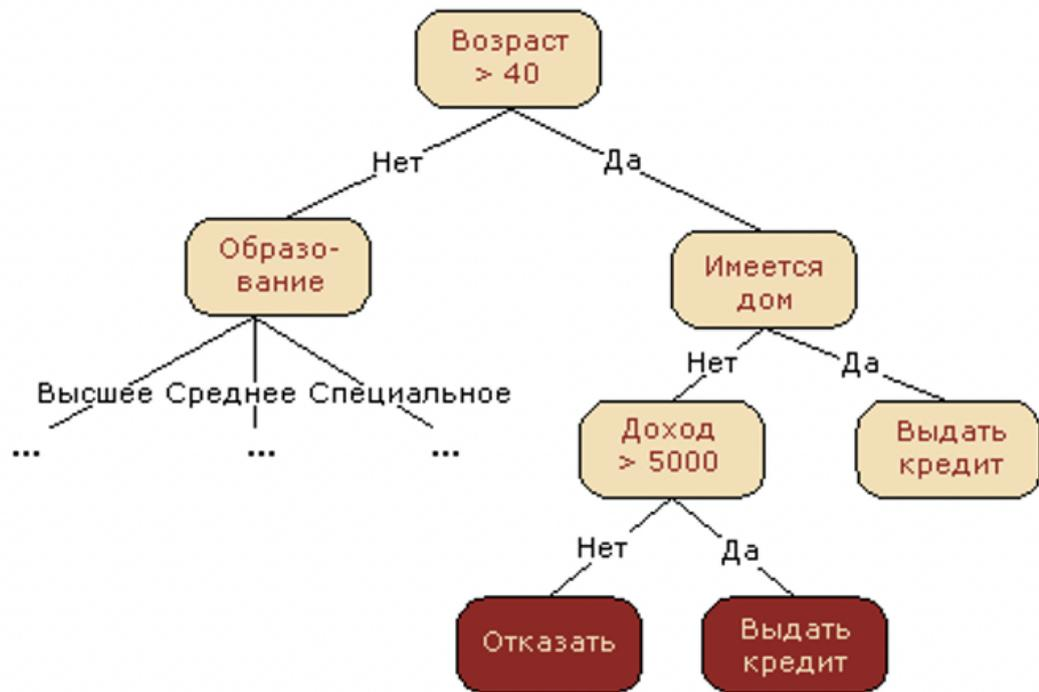 Возраст
> 40
Нет
Да
Образо-
вание
Имеется
дом
Нет
Да
Высшее Среднее Специальное
... ... ...
Доход
> 5000
Выдать
кредит
Нет
Да
Отказать
Выдать
кредит